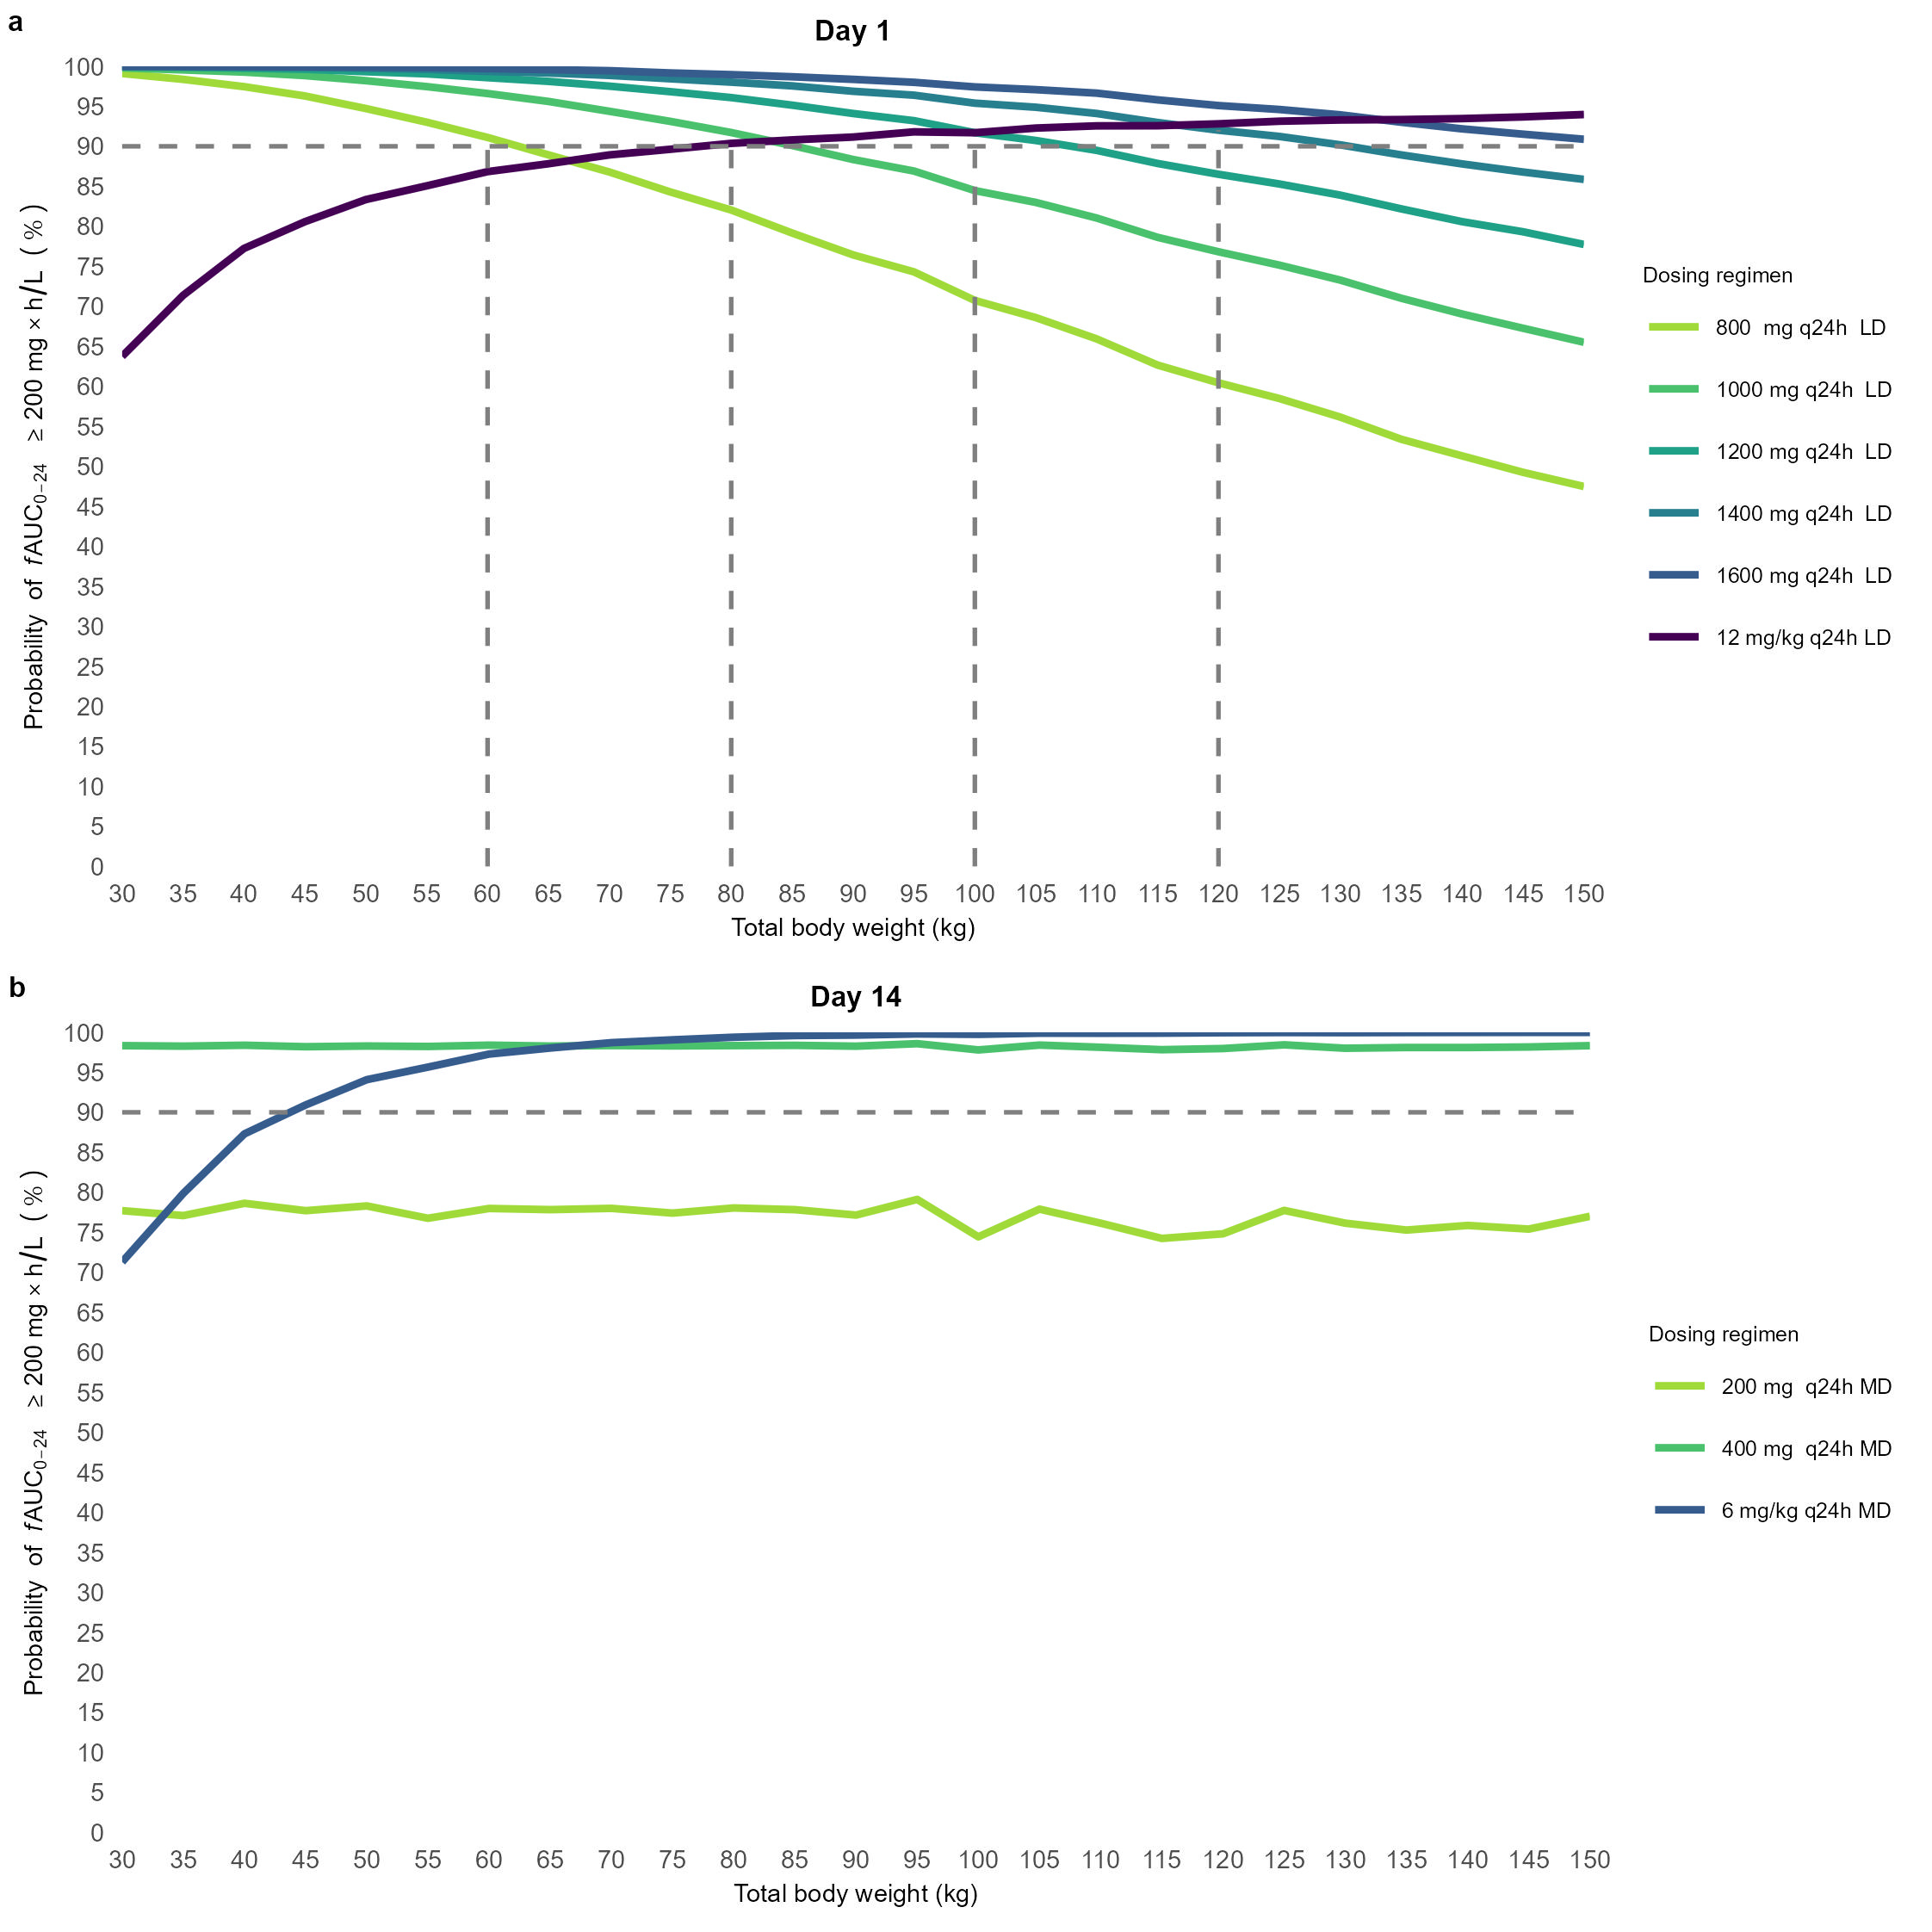 a
Day 1
Probability of fAUC0−24 ≥ 200 mg × h/L ( % )
100
95
90
85
80
75
70
65
60
55
50
45
40
35
30
25
20
15
10
5
0
30 35 40 45 50 55 60 65 70 75 80 85 90 95 100 105 110 115 120 125 130 135 140 145 150
Total body weight (kg)
Dosing regimen
800 mg q24h LD
1000 mg q24h LD
1200 mg q24h LD
1400 mg q24h LD
1600 mg q24h LD
12 mg/kg q24h LD
b
Day 14
Probability of fAUC0−24 ≥ 200 mg × h/L ( % )
100
95
90
85
80
75
70
65
60
55
50
45
40
35
30
25
20
15
10
5
0
30 35 40 45 50 55 60 65 70 75 80 85 90 95 100 105 110 115 120 125 130 135 140 145 150
Total body weight (kg)
Dosing regimen
200 mg q24h MD
400 mg q24h MD
6 mg/kg q24h MD